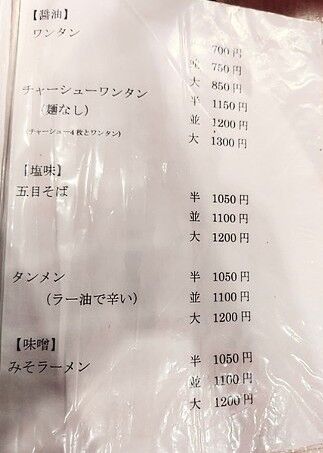 【醤油】
ワンタン
700円
並 750円
大 850円
チャーシューワンタン 半 1150円
(麺なし) 並 1200円
(チャーシュー4枚とワンタン) 大 1300円
【塩味】
五目そば 半 1050円
並 1100円
大 1200円
タンメン 半 1050円
(ラー油で辛い) 並 1100円
大 1200円
【味噌】
みそラーメン 半 1050円
並 1100円
大 1200円